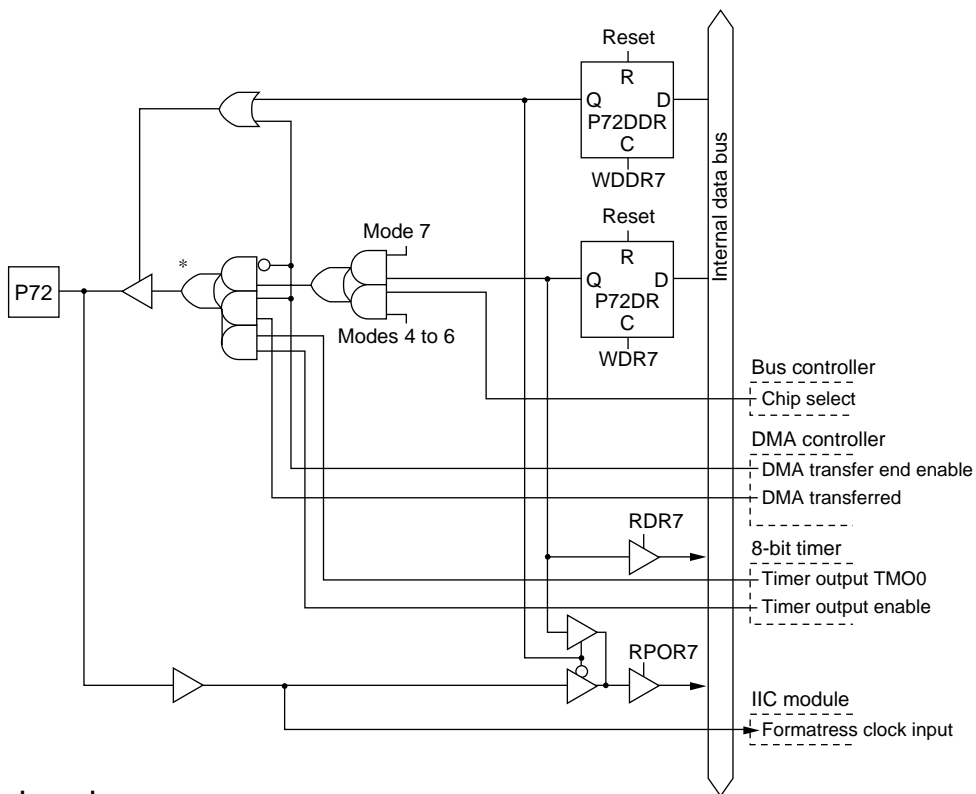 Reset
R
Q D
P72DDR
C
WDDR7
Internal data bus
Reset
R
Q D
P72DR
C
WDR7
Mode 7
*
P72
Modes 4 to 6
Bus controller
Chip select
DMA controller
DMA transfer end enable
DMA transferred
RDR7
8-bit timer
Timer output TMO0
Timer output enable
RPOR7
IIC module
Formatress clock input